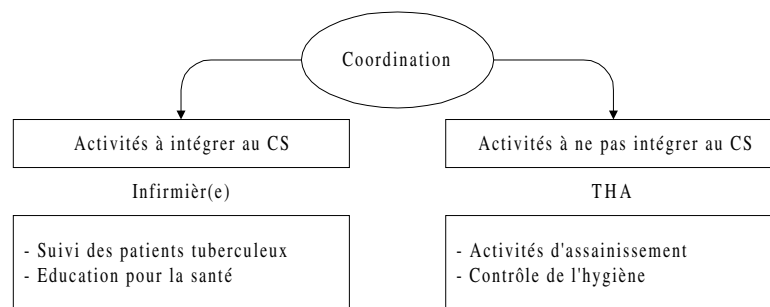 Coordination
Activités à intégrer au CS
Activités à ne pas intégrer au CS
Infirmièr(e)
THA
- Suivi des patients tuberculeux
- Education pour la santé
- Activités d'assainissement
- Contrôle de l'hygiène